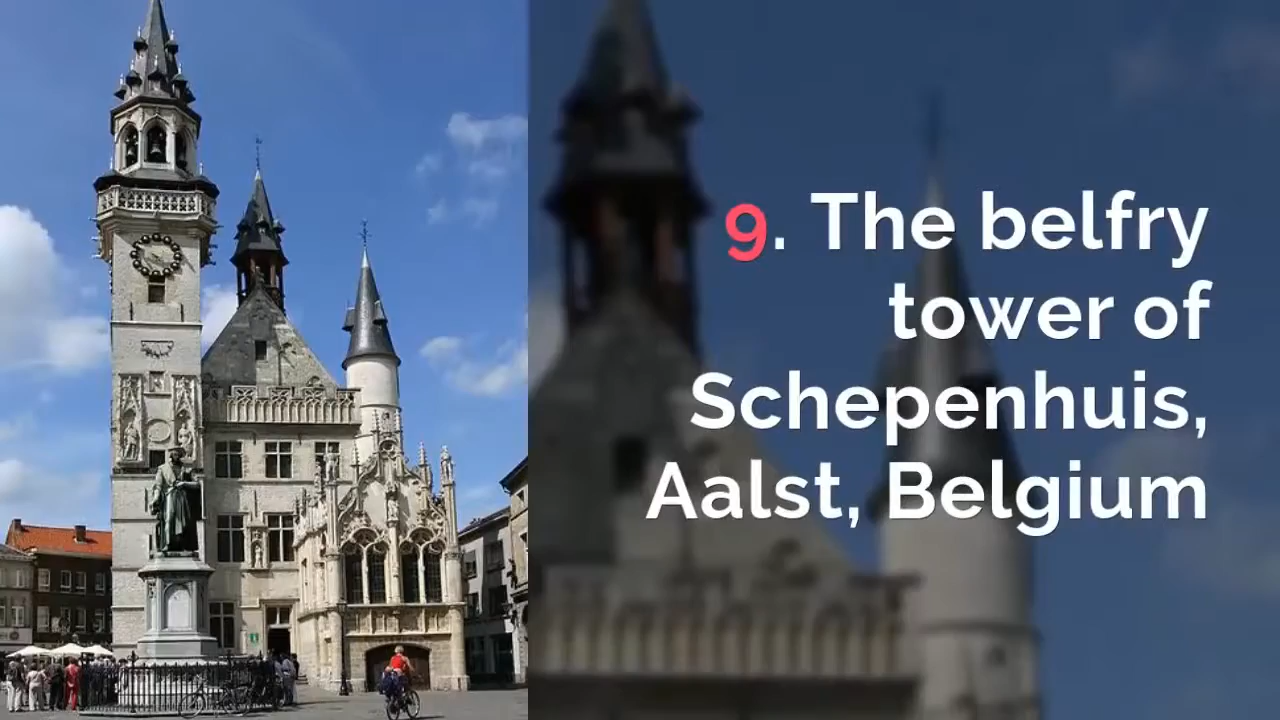 9. The belfry
tower of
Schepenhuis,
Aalst, Belgium